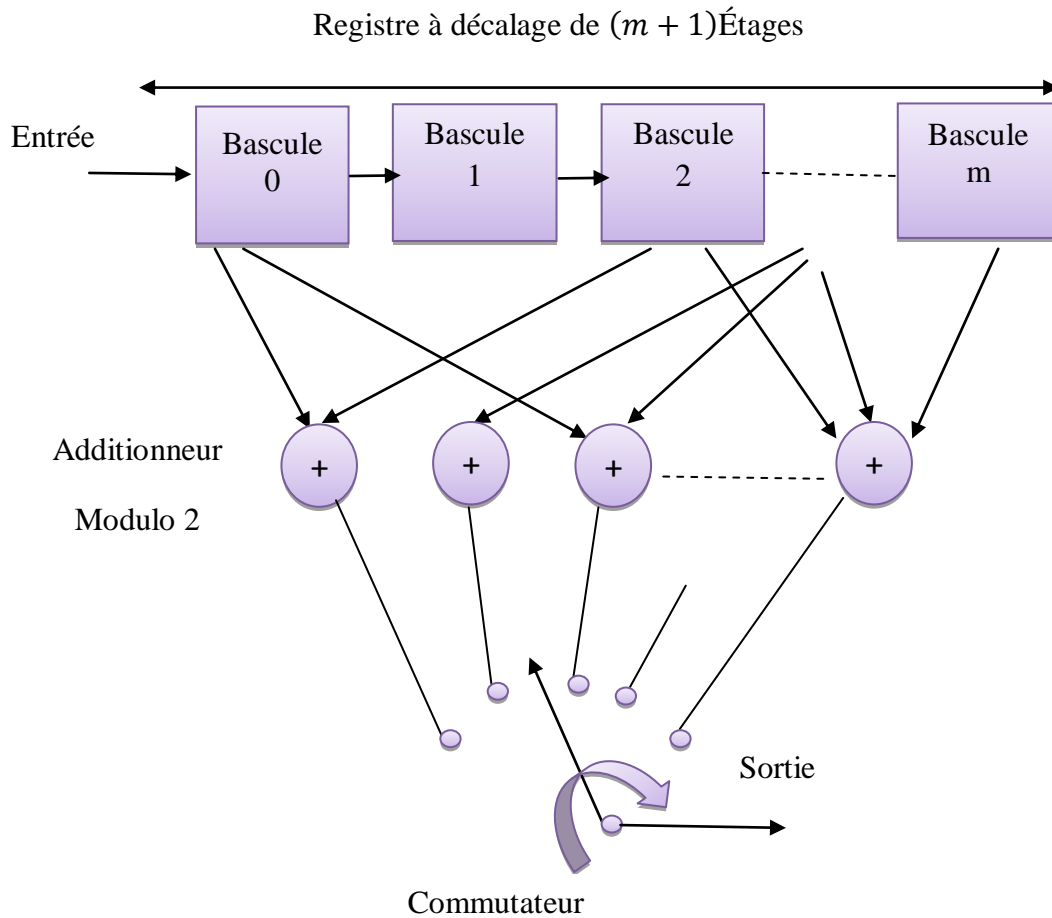 Registre à décalage de (m + 1)Étages
Entrée
Bascule
0
Bascule
1
Bascule
2
Bascule
m
Additionneur
Modulo 2
+
+
+
+
Sortie
Commutateur